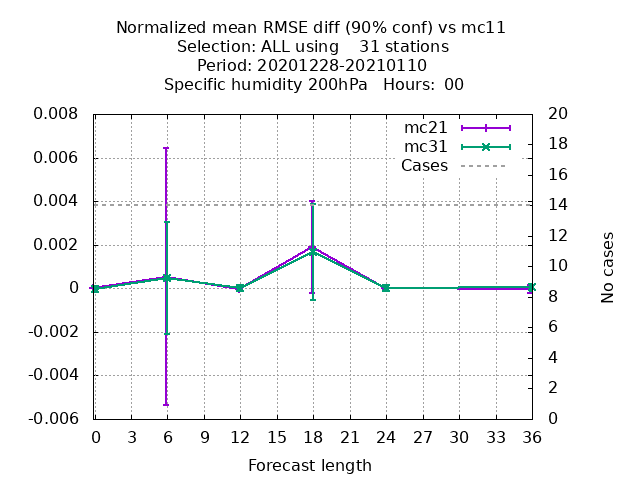 Normalized mean RMSE diff (90% conf) vs mc11
Selection: ALL using    31 stations
Period: 20201228-20210110
Specific humidity 200hPa   Hours: 00
mc21
mc31
Cases
0.008
0.006
0.004
0.002
0
-0.002
-0.004
-0.006
20
18
16
14
12
10
8
6
4
2
0
No cases
0 3 6 9 12 15 18 21 24 27 30 33 36
Forecast length